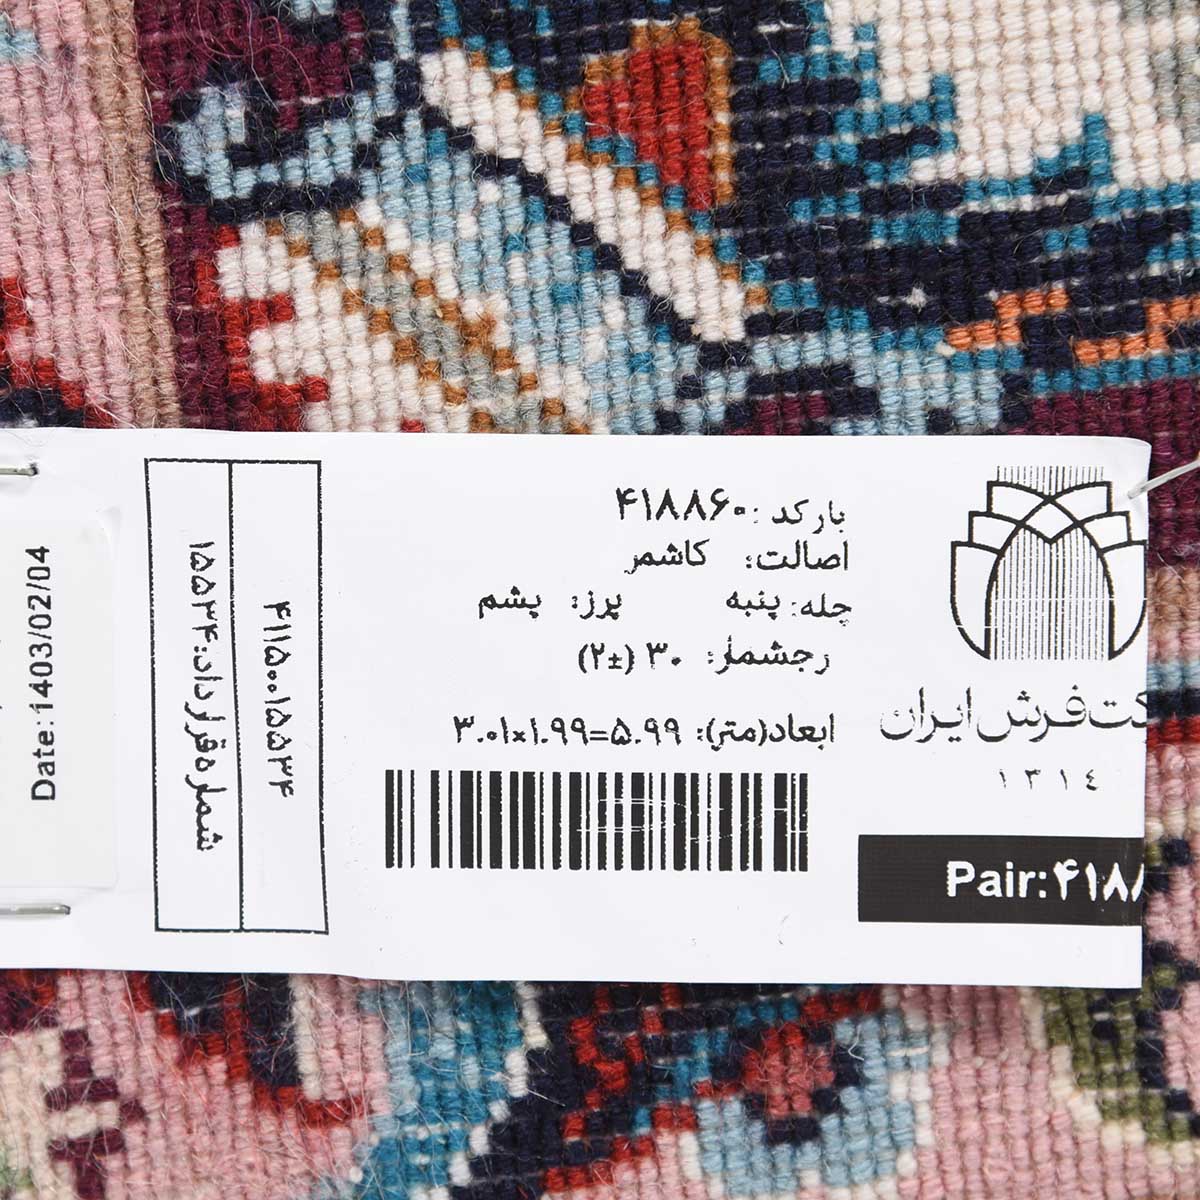 بارکد: ۴۱۸۸۶۰
اصالت: کاشمر
چله: پنبه پرز: پشم
رجشمار: ۳۰ (±۲)
ابعاد(متر): ۳.۰۱×۱.۹۹=۵.۹۹
فرش ایران
۱۳۱٤
Pair:۴۱۸۸
۴۱۱۵۰۰۱۵۵۳۴
شماره قرارداد: ۱۵۵۳۴
Date:1403/02/04